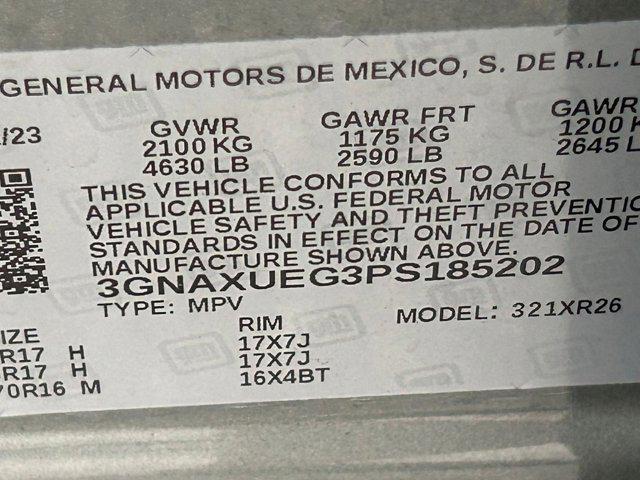 GENERAL MOTORS DE MEXICO, S. DE R.L. D
/23 GVWR GAWR FRT GAWR
2100 KG 1175 KG 1200 K
4630 LB 2590 LB 2645 L
THIS VEHICLE CONFORMS TO ALL
APPLICABLE U.S. FEDERAL MOTOR
VEHICLE SAFETY AND THEFT PREVENTIO
STANDARDS IN EFFECT ON THE DATE OF
MANUFACTURE SHOWN ABOVE.
3GNAXUEG3PS185202
TYPE: MPV MODEL: 321XR26
IZE RIM
R17 H 17X7J
R17 H 17X7J
70R16 M 16X4BT